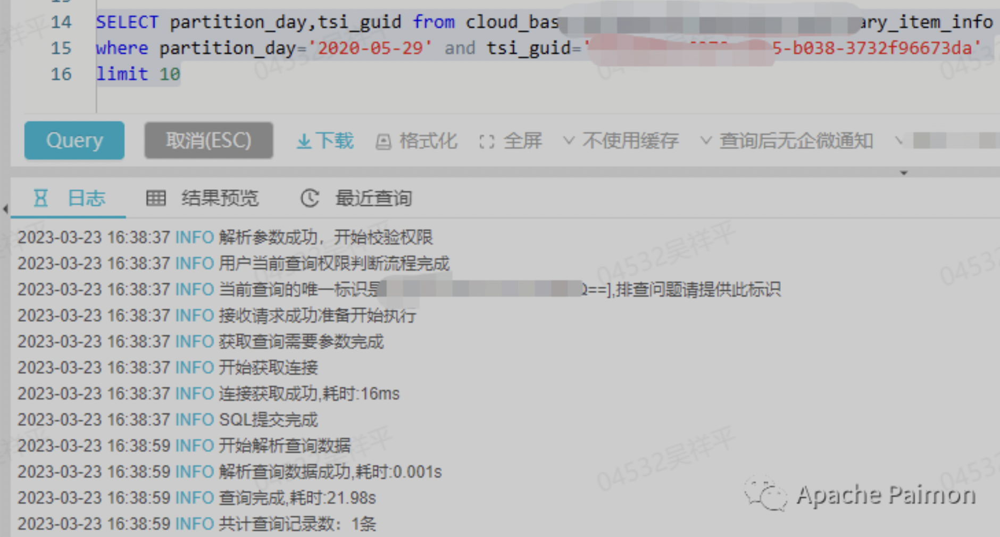 14 SELECT partition_day,tsi_guid from cloud_bas ary_item_info
15 where partition_day='2020-05-29' and tsi_guid=' 5-b038-3732f96673da'
16 limit 10
Query 取消(ESC) 下载 格式化 全屏 不使用缓存 查询后无企微通知
日志 结果预览 最近查询
2023-03-23 16:38:37 INFO 解析参数成功，开始校验权限
2023-03-23 16:38:37 INFO 用户当前查询权限判断流程完成
2023-03-23 16:38:37 INFO 当前查询的唯一标识是 Q==],排查问题请提供此标识
2023-03-23 16:38:37 INFO 接收请求成功准备开始执行
2023-03-23 16:38:37 INFO 获取查询需要参数完成
2023-03-23 16:38:37 INFO 开始获取连接
2023-03-23 16:38:37 INFO 连接获取成功,耗时:16ms
2023-03-23 16:38:37 INFO SQL提交完成
2023-03-23 16:38:59 INFO 开始解析查询数据
2023-03-23 16:38:59 INFO 解析查询数据成功,耗时:0.001s
2023-03-23 16:38:59 INFO 查询完成,耗时:21.98s
2023-03-23 16:38:59 INFO 共计查询记录数：1条
04532吴祥平
Apache Paimon